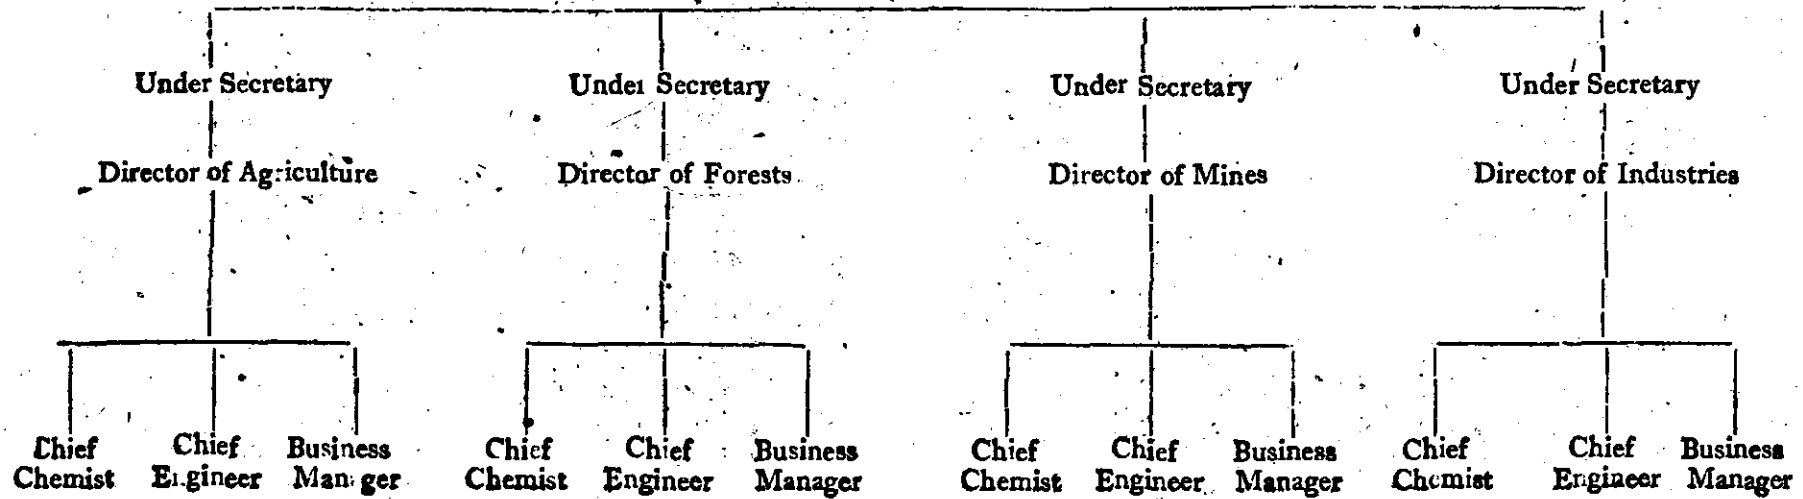 Under Secretary
Under Secretary
Under Secretary
Under Secretary
Director of Agriculture
Director of Forests
Director of Mines
Director of Industries
Chief
Chemist
Chief
Engineer
Business
Manager
Chief
Chemist
Chief
Engineer
Business
Manager
Chief
Chemist
Chief
Engineer
Business
Manager
Chief
Chemist
Chief
Engineer
Business
Manager